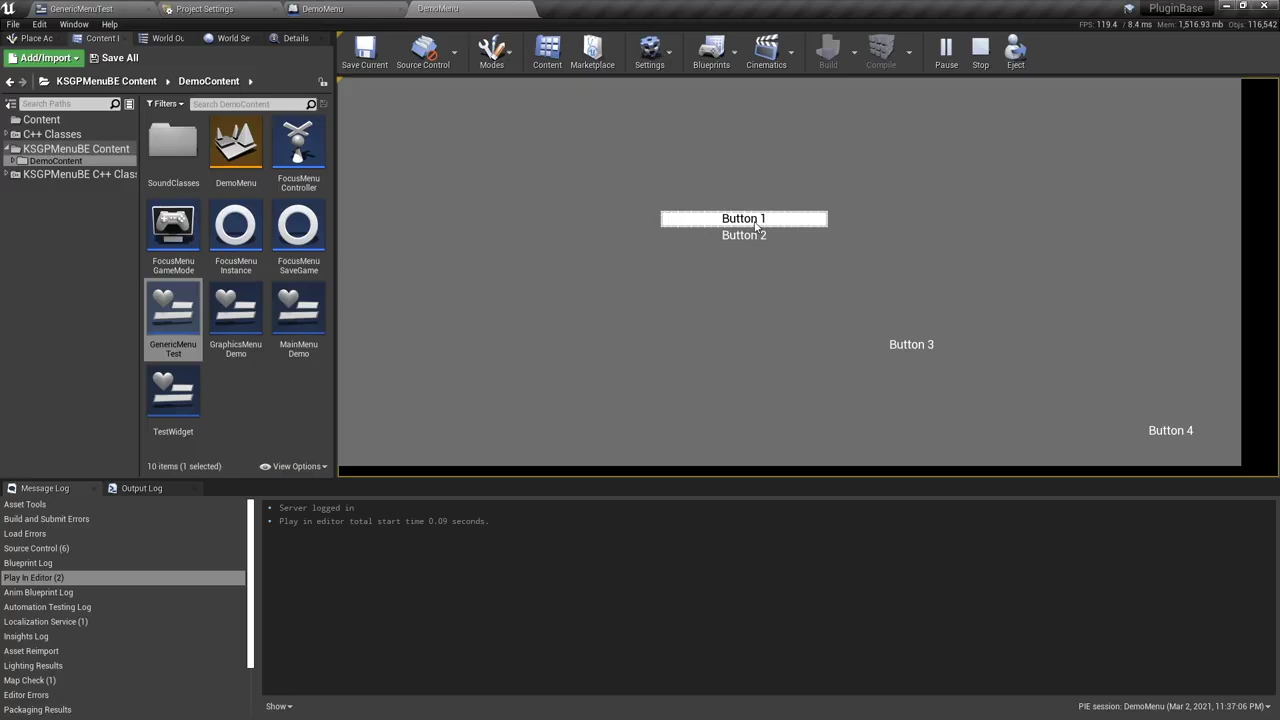 GenericMenuTest
Project Settings
DemoMenu
DemoMenu
PluginBase
File
Edit
Window
Help
FPS: 119.4 / 8.4 ms
Mem: 1,516.93 mb
Objs: 116,542
Place Ac
Content I
World Ou
World Se
Details
Add/Import
Save All
Save Current
Source Control
Modes
Content
Marketplace
Settings
Blueprints
Cinematics
Build
Compile
Pause
Stop
Eject
KSGPMenuBE Content
DemoContent
Search Paths
Filters
Search DemoContent
Content
C++ Classes
KSGPMenuBE Content
DemoContent
KSGPMenuBE C++ Class
SoundClasses
DemoMenu
FocusMenu
Controller
FocusMenu
GameMode
FocusMenu
Instance
FocusMenu
SaveGame
GenericMenu
Test
GraphicsMenu
Demo
MainMenu
Demo
TestWidget
10 items (1 selected)
View Options
Button 1
Button 2
Button 3
Button 4
Message Log
Output Log
Asset Tools
Build and Submit Errors
Load Errors
Source Control (6)
Blueprint Log
Play In Editor (2)
Anim Blueprint Log
Automation Testing Log
Localization Service (1)
Insights Log
Asset Reimport
Lighting Results
Map Check (1)
Editor Errors
Packaging Results
Server logged in
Play in editor total start time 0.09 seconds.
Show
PIE session: DemoMenu (Mar 2, 2021, 11:37:06 PM)